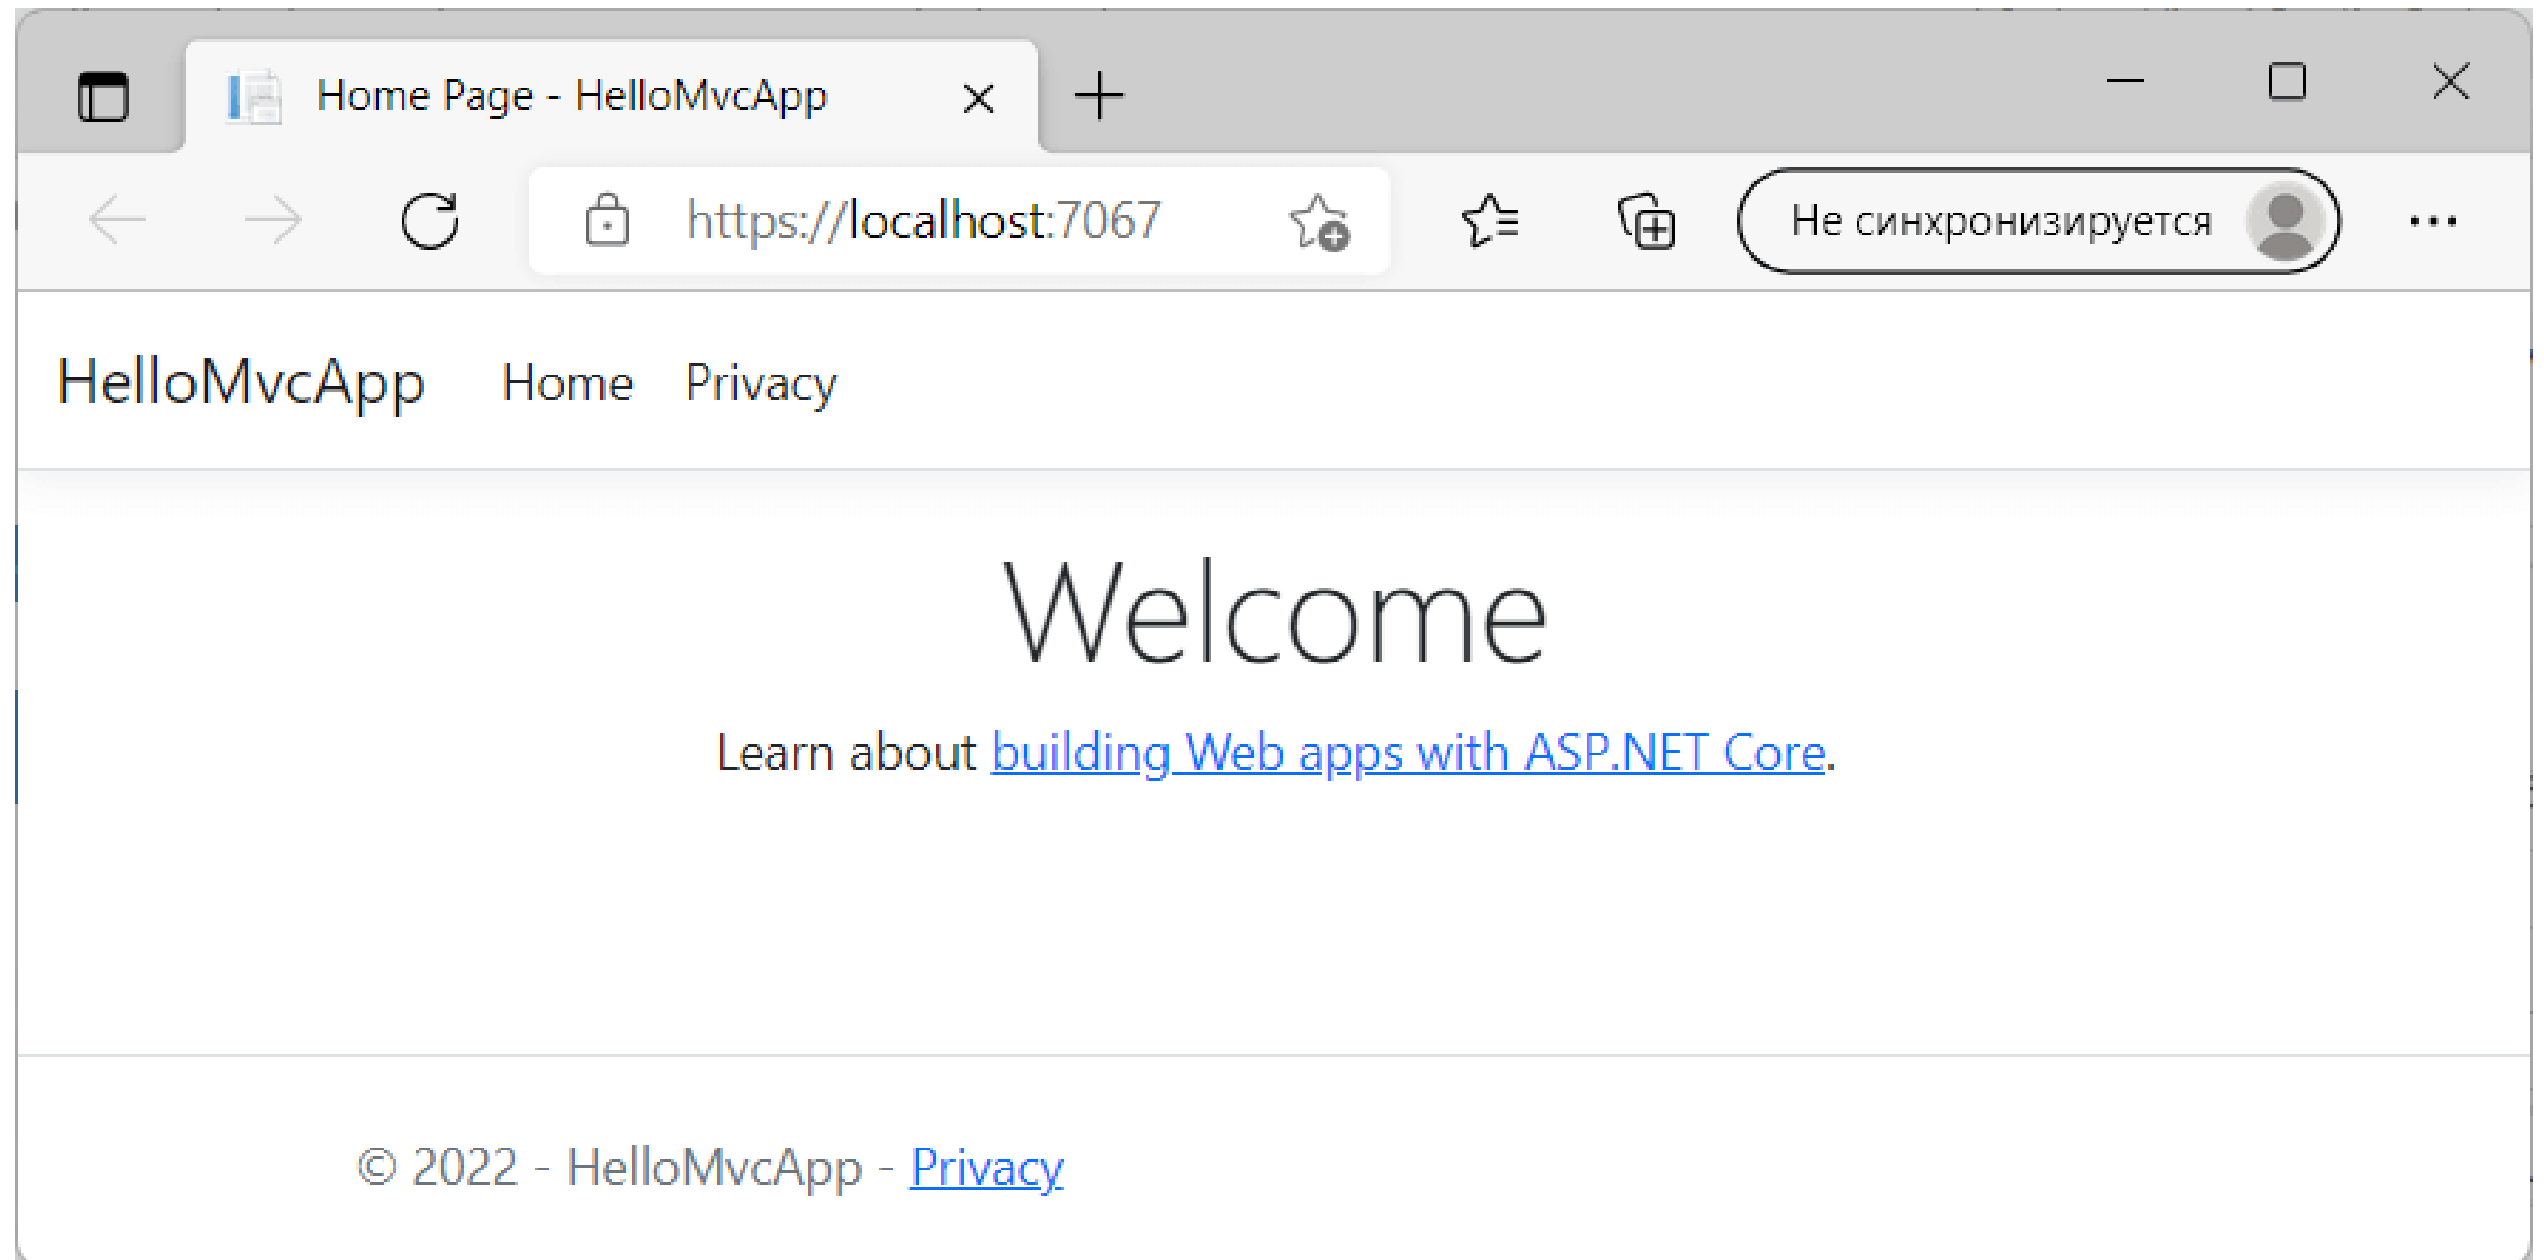 Home Page - HelloMvcApp
https://localhost:7067
Не синхронизируется
HelloMvcApp Home Privacy
Welcome
Learn about building Web apps with ASP.NET Core.
© 2022 - HelloMvcApp - Privacy